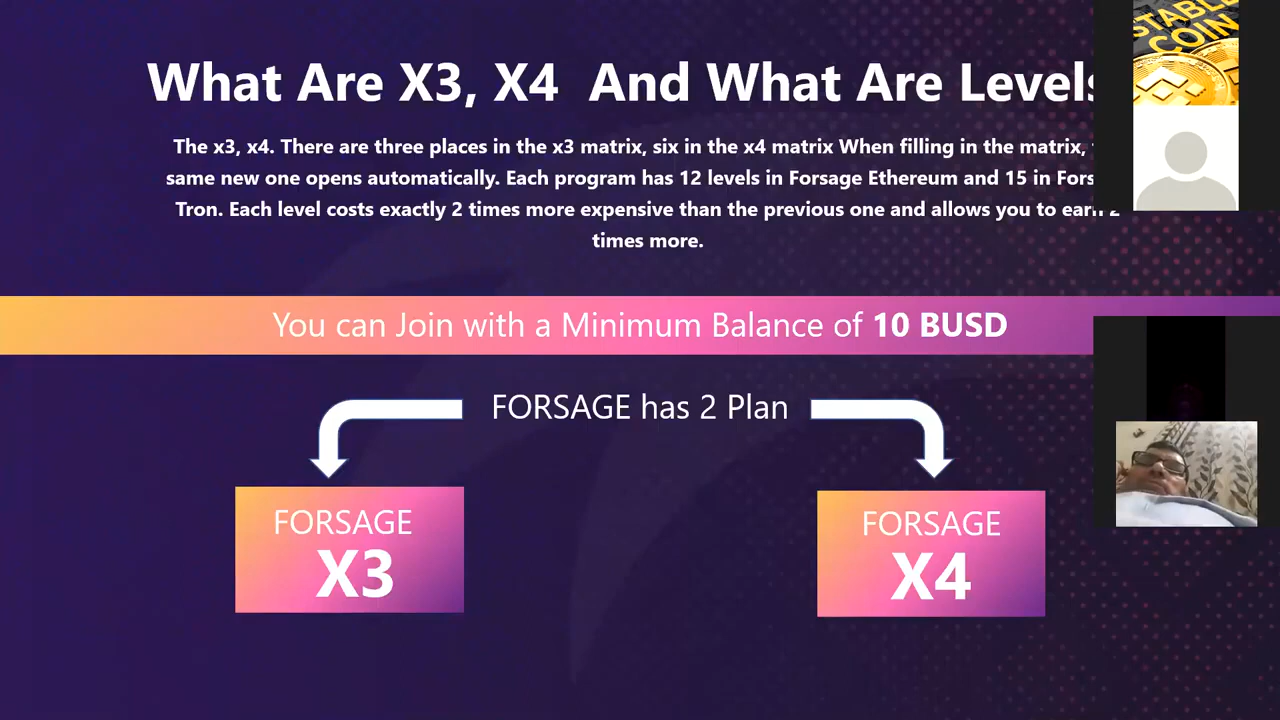 What Are X3, X4 And What Are Levels
The x3, x4. There are three places in the x3 matrix, six in the x4 matrix When filling in the matrix,
same new one opens automatically. Each program has 12 levels in Forsage Ethereum and 15 in Fors
Tron. Each level costs exactly 2 times more expensive than the previous one and allows you to earn 2
times more.
You can Join with a Minimum Balance of 10 BUSD
FORSAGE has 2 Plan
FORSAGE
X3
FORSAGE
X4
STABLE
COIN